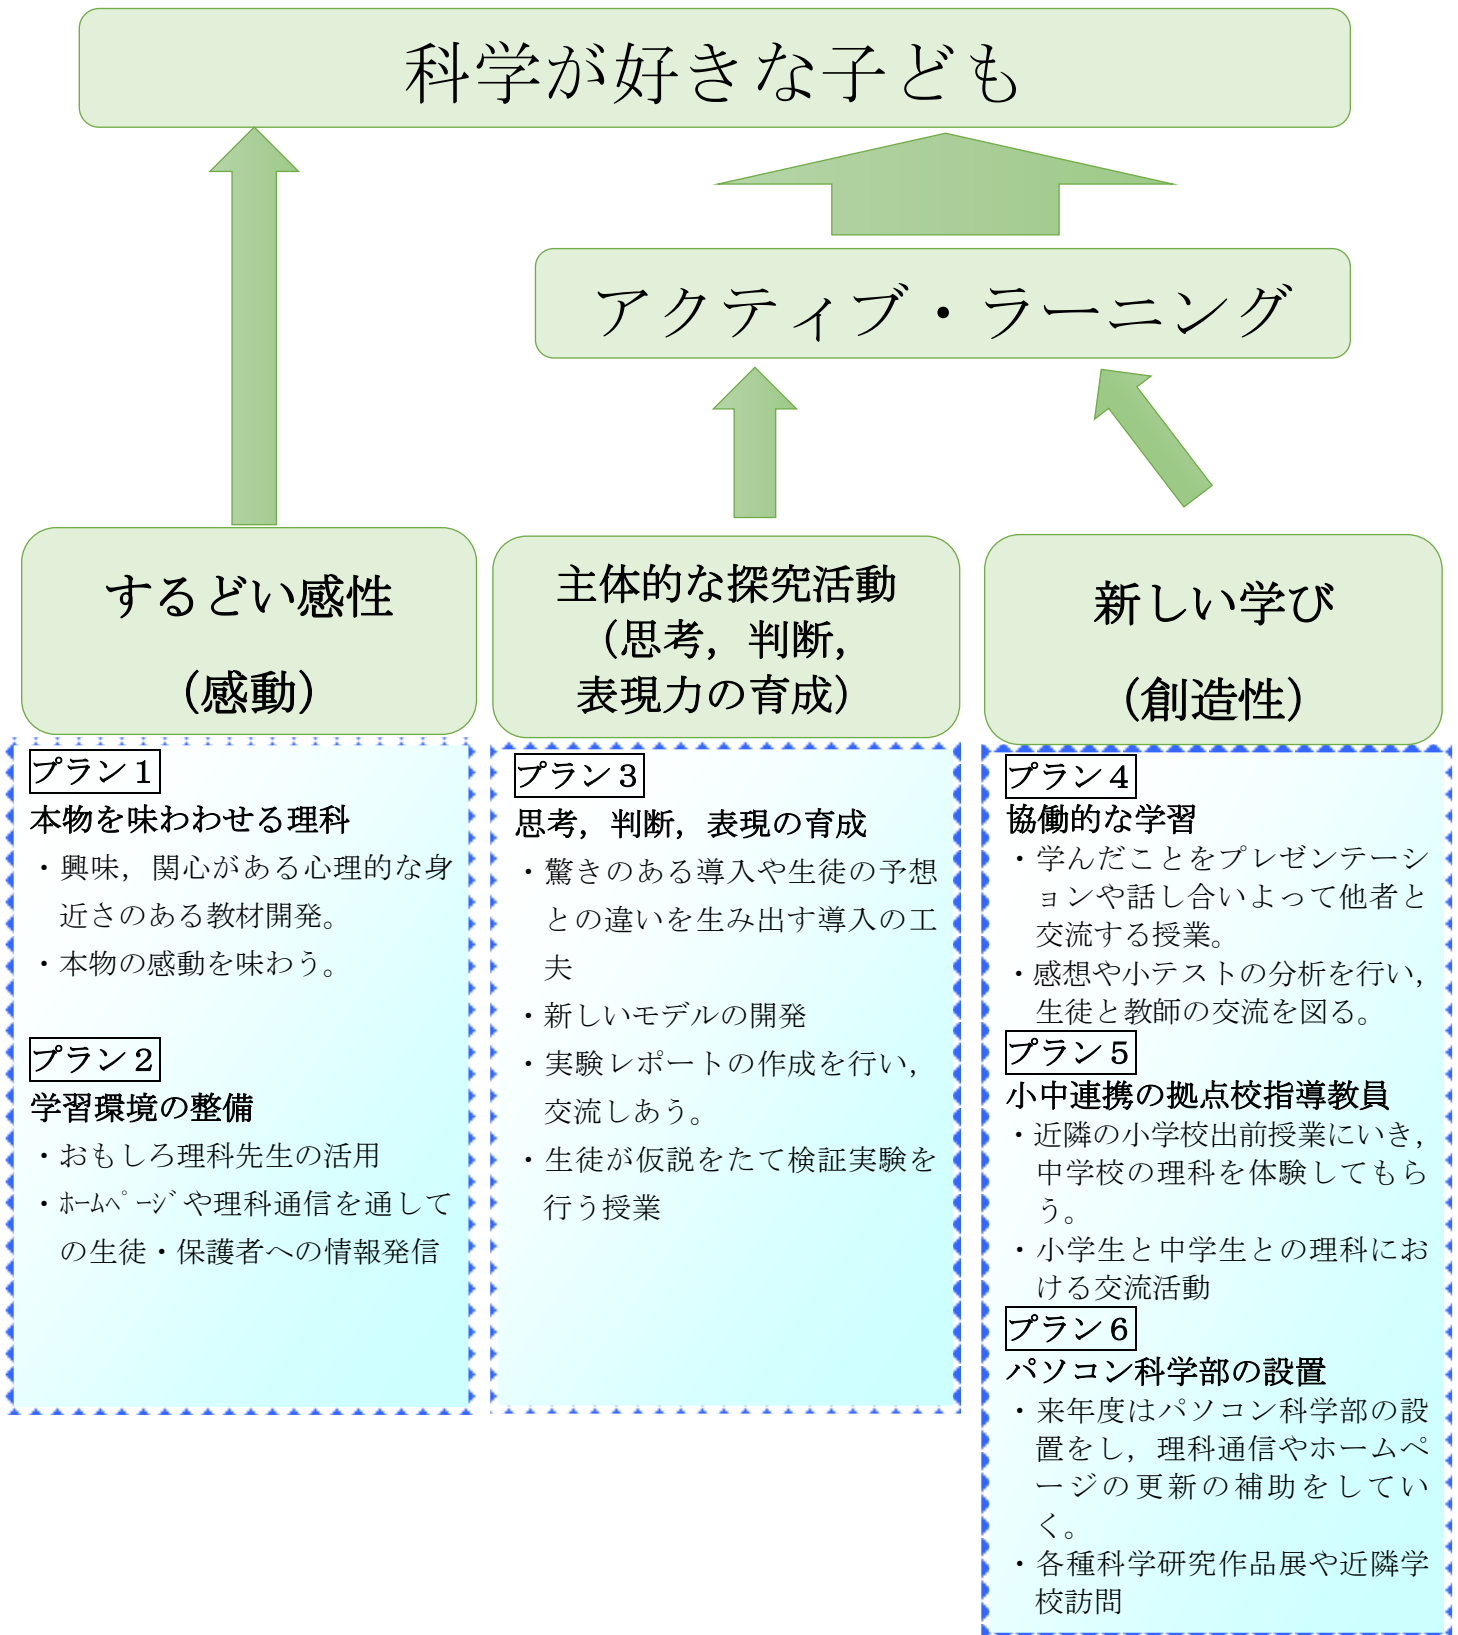 科学が好きな子ども
アクティブ・ラーニング
するどい感性
（感動）
プラン１
本物を味わわせる理科
・興味，関心がある心理的な身
近さのある教材開発。
・本物の感動を味わう。
プラン２
学習環境の整備
・おもしろ理科先生の活用
・ﾎｰﾑﾍﾟｰｼﾞや理科通信を通して
の生徒・保護者への情報発信
主体的な探究活動
（思考，判断，
表現力の育成）
プラン３
思考，判断，表現の育成
・驚きのある導入や生徒の予想
との違いを生み出す導入の工
夫
・新しいモデルの開発
・実験レポートの作成を行い，
交流しあう。
・生徒が仮説をたて検証実験を
行う授業
新しい学び
（創造性）
プラン４
協働的な学習
・学んだことをプレゼンテーシ
ョンや話し合いよって他者と
交流する授業。
・感想や小テストの分析を行い，
生徒と教師の交流を図る。
プラン５
小中連携の拠点校指導教員
・近隣の小学校出前授業にいき，
中学校の理科を体験してもら
う。
・小学生と中学生との理科にお
ける交流活動
プラン６
パソコン科学部の設置
・来年度はパソコン科学部の設
置をし，理科通信やホームペ
ージの更新の補助をしてい
く。
・各種科学研究作品展や近隣学
校訪問